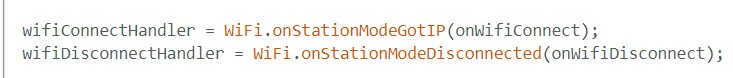 wifiConnectHandler = WiFi.onStationModeGotIP(onWifiConnect);
wifiDisconnectHandler = WiFi.onStationModeDisconnected(onWifiDisconnect);